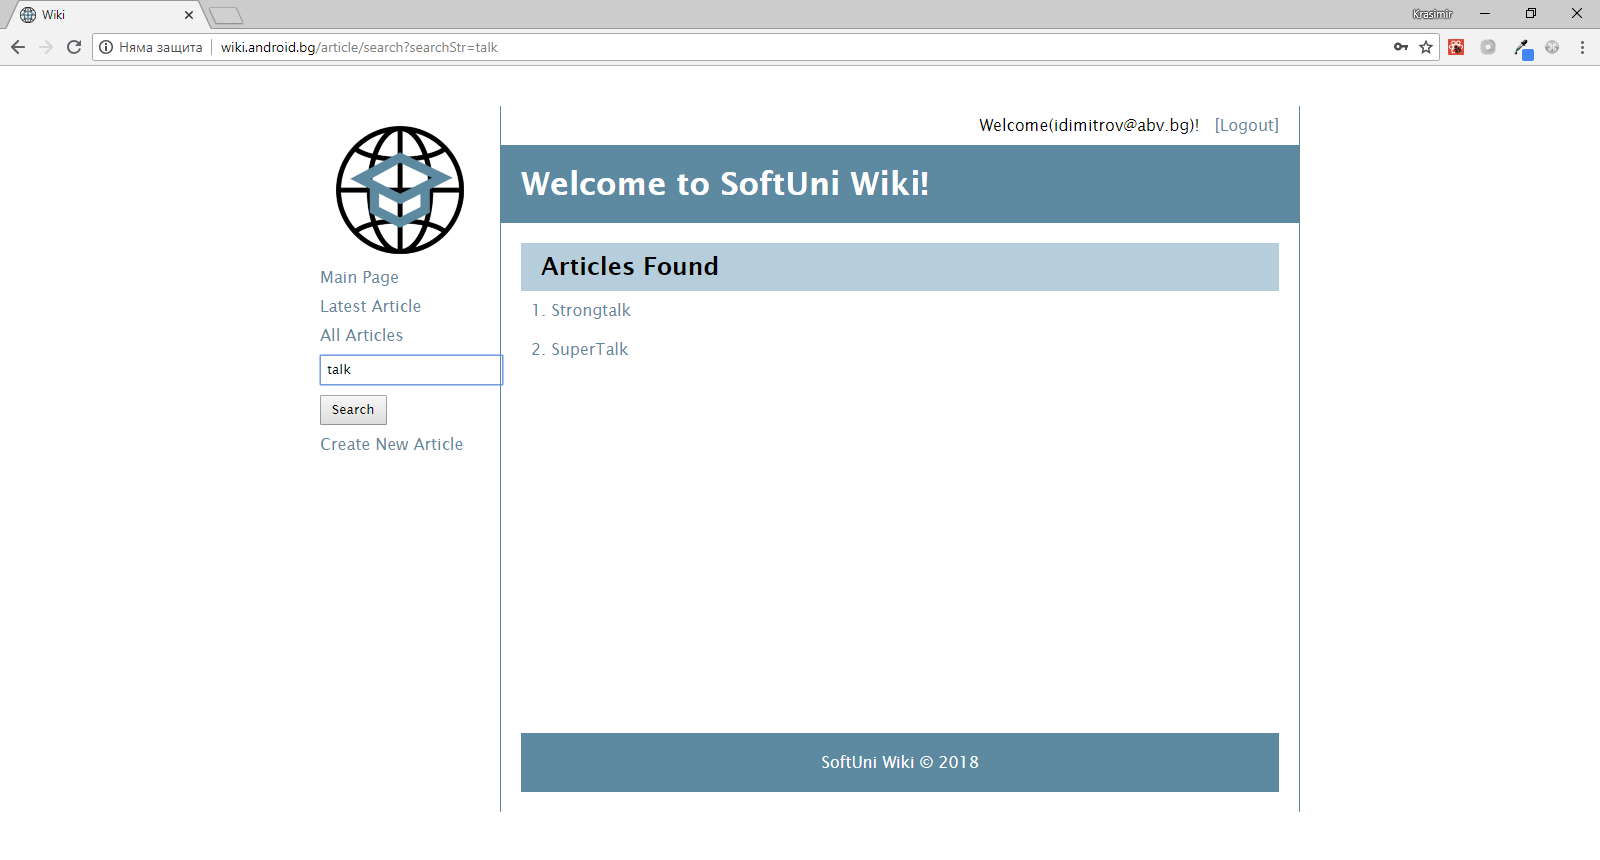 Wiki
Krasimir
Няма защита
wiki.android.bg/article/search?searchStr=talk
Welcome(idimitrov@abv.bg)! [Logout]
Welcome to SoftUni Wiki!
Main Page
Latest Article
All Articles
talk
Search
Create New Article
Articles Found
1. Strongtalk
2. SuperTalk
SoftUni Wiki © 2018